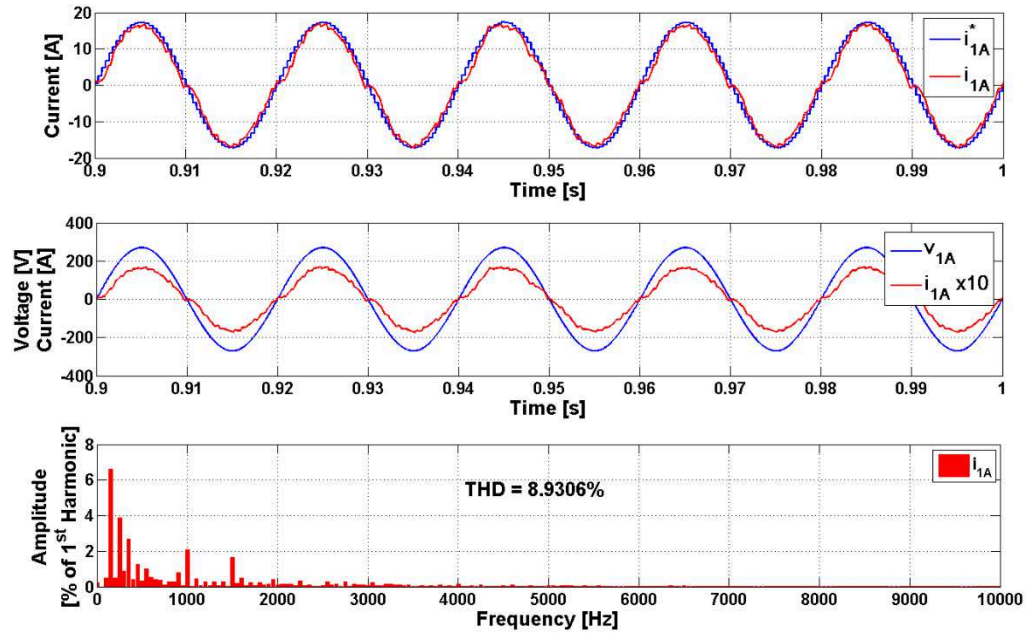 20
10
0
-10
-20
Current [A]
i*1A
i1A
0.9 0.91 0.92 0.93 0.94 0.95 0.96 0.97 0.98 0.99 1
Time [s]
400
200
0
-200
-400
Voltage [V]
Current [A]
v1A
i1A x10
0.9 0.91 0.92 0.93 0.94 0.95 0.96 0.97 0.98 0.99 1
Time [s]
8
6
4
2
0
Amplitude
[% of 1st Harmonic]
THD = 8.9306%
i1A
0 1000 2000 3000 4000 5000 6000 7000 8000 9000 10000
Frequency [Hz]